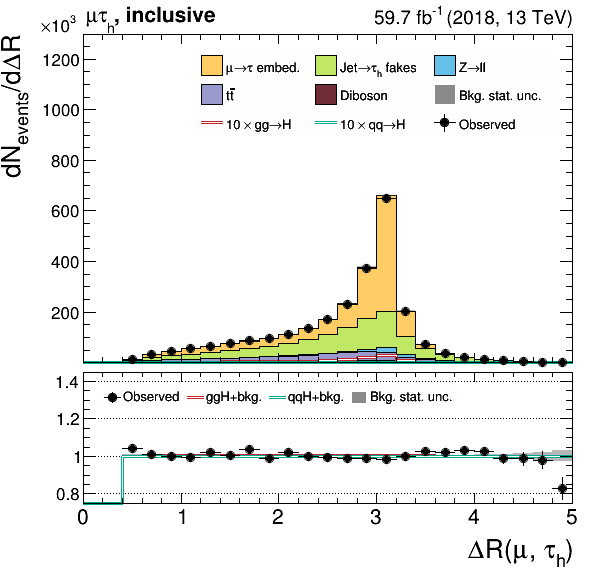 μτh, inclusive
59.7 fb⁻¹ (2018, 13 TeV)
×10³
dNevents/dΔR
1200
1000
800
600
400
200
μ→τ embed.
Jet→τh fakes
Z→ll
tt̄
Diboson
Bkg. stat. unc.
10 × gg→H
10 × qq→H
Observed
1.4
1.2
1
0.8
Observed
ggH+bkg.
qqH+bkg.
Bkg. stat. unc.
0
1
2
3
4
5
ΔR(μ, τh)